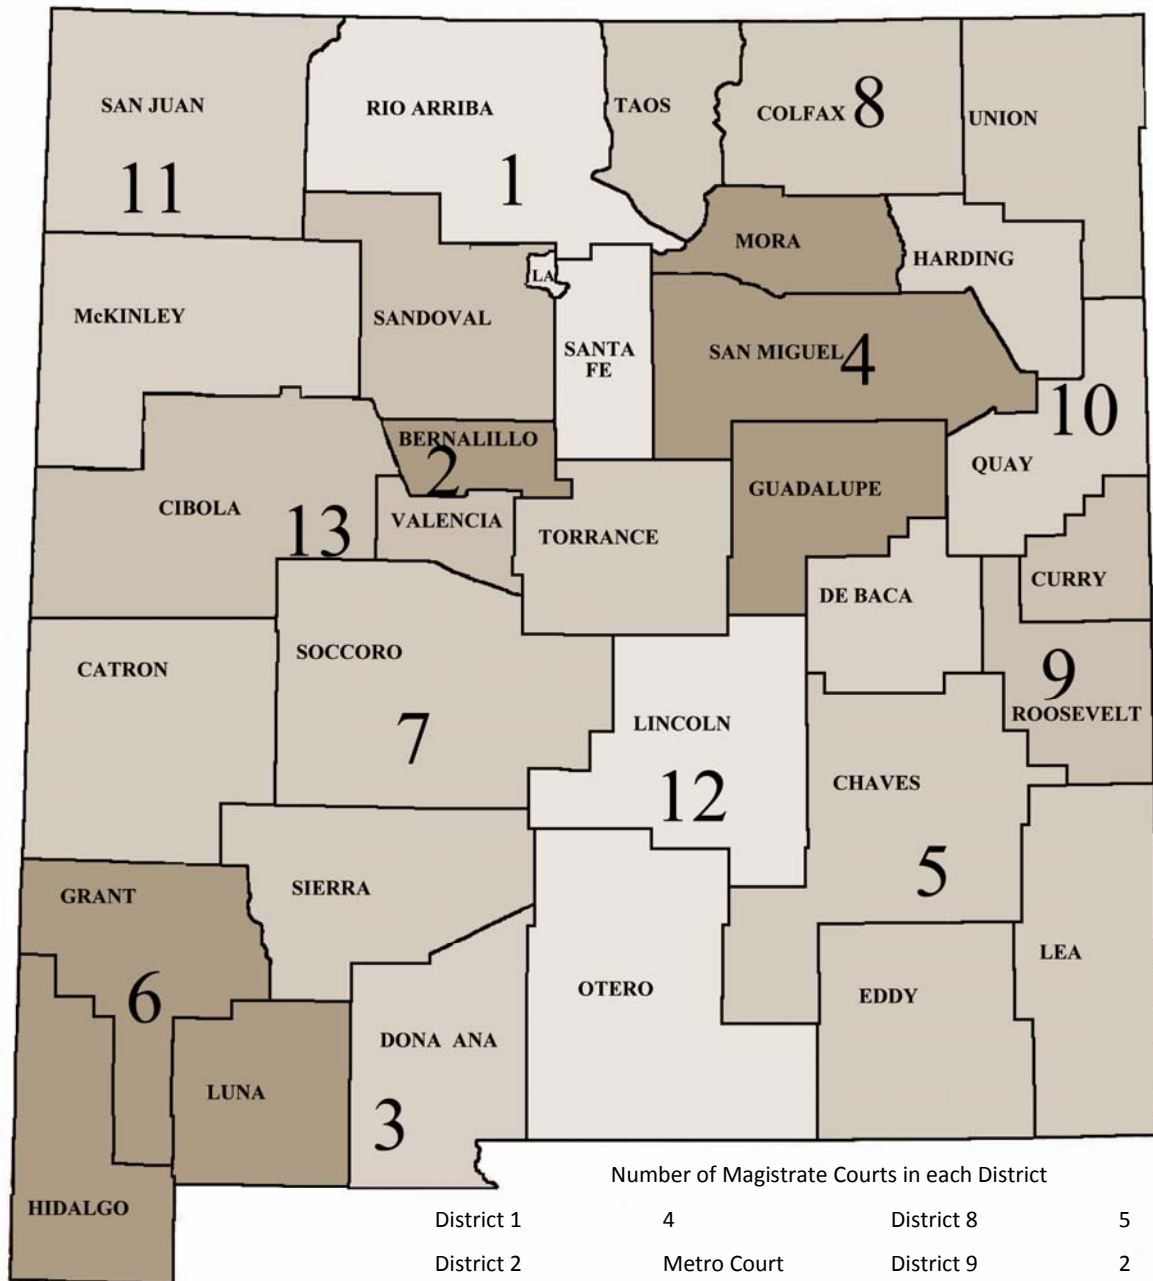 SAN JUAN
11
RIO ARRIBA
1
TAOS
COLFAX
8
UNION
MORA
HARDING
McKINLEY
SANDOVAL
LA
SANTA
FE
SAN MIGUEL
4
10
QUAY
BERNALILLO
2
CIBOLA
13
VALENCIA
TORRANCE
GUADALUPE
CURRY
DE BACA
CATRON
SOCCORO
7
LINCOLN
12
9
ROOSEVELT
CHAVES
5
GRANT
6
SIERRA
OTERO
EDDY
LEA
LUNA
DONA ANA
3
HIDALGO
Number of Magistrate Courts in each District
District 1 4 District 8 5
District 2 Metro Court District 9 2